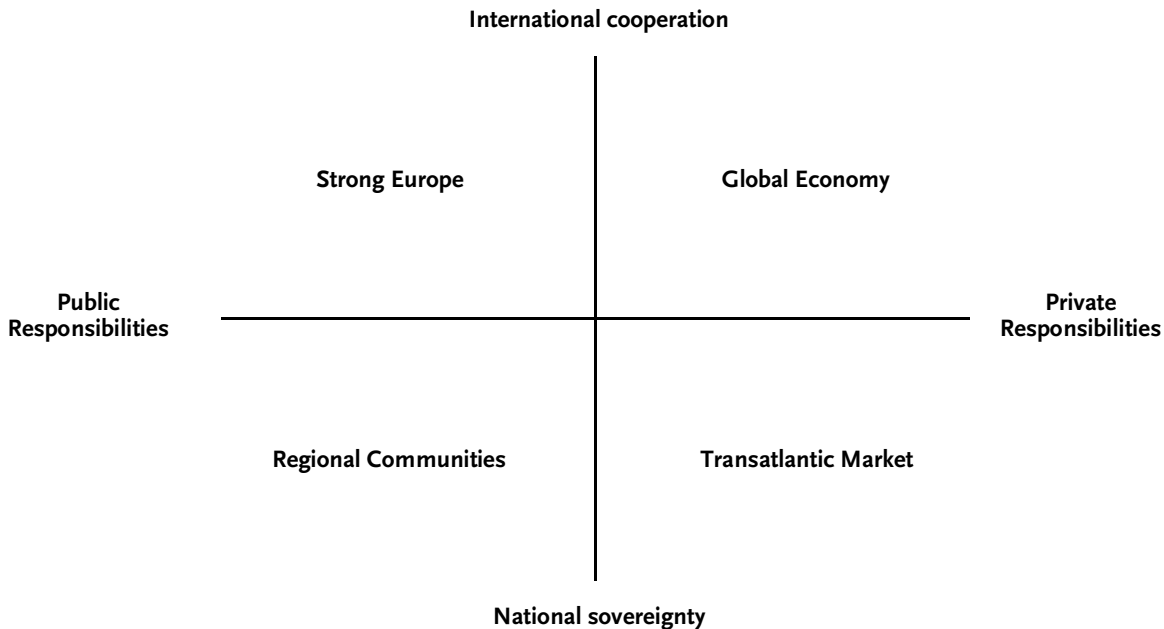 International cooperation
Strong Europe
Global Economy
Public
Responsibilities
Private
Responsibilities
Regional Communities
Transatlantic Market
National sovereignty